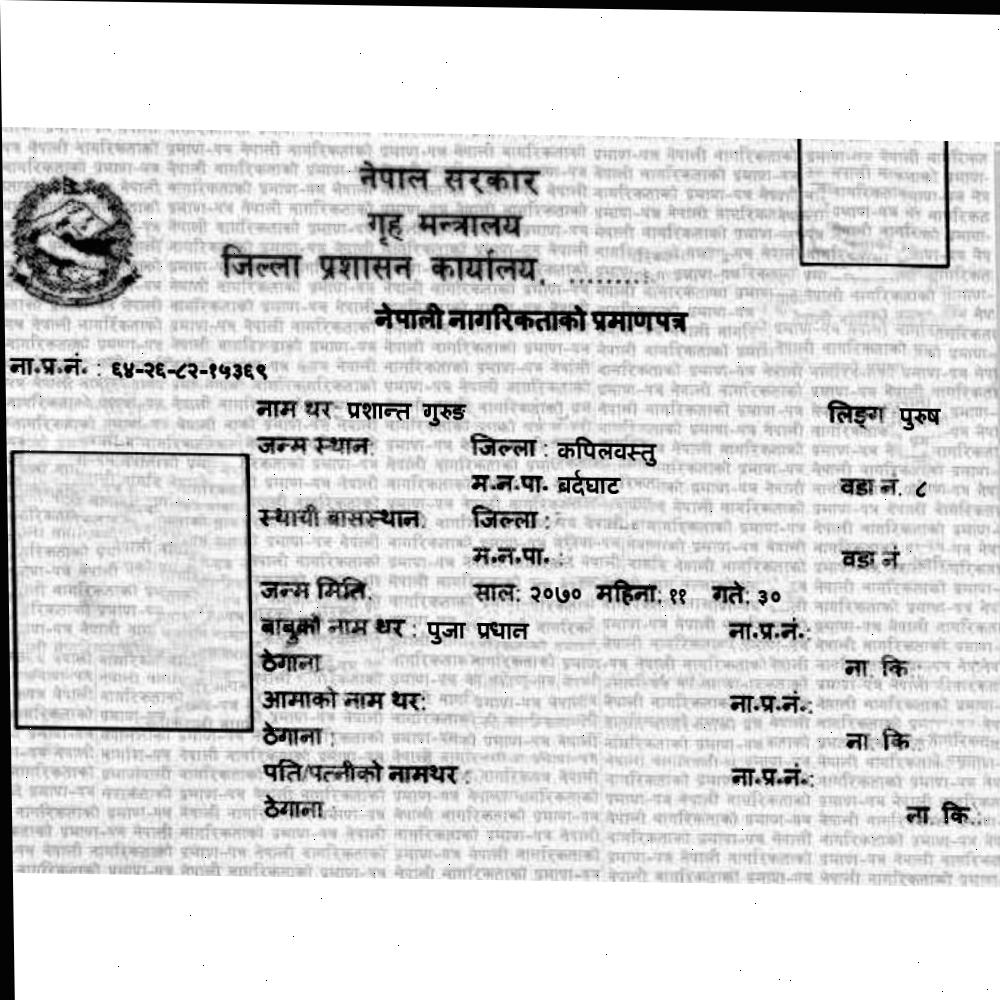 नेपाल सरकार
गृह मन्त्रालय
जिल्ला प्रशासन कार्यालय, .........
नेपाली नागरिकताको प्रमाणपत्र
ना.प्र.नं. : ६४-२६-८२-१५३६९
नाम थर: प्रशान्त गुरुङ लिङ्ग पुरुष
जन्म स्थान: जिल्ला : कपिलवस्तु
म.न.पा. बर्दघाट वडा नं. ८
स्थायी बासस्थान: जिल्ला :
म.न.पा. : वडा नं
जन्म मिति: साल: २०७० महिना: ११ गते: ३०
बाबुको नाम थर : पुजा प्रधान ना.प्र.नं.:
ठेगाना ना. कि.:
आमाको नाम थर: ना.प्र.नं.:
ठेगाना : ना. कि.
पति/पत्नीको नामथर : ना.प्र.नं.:
ठेगाना : ना. कि.: